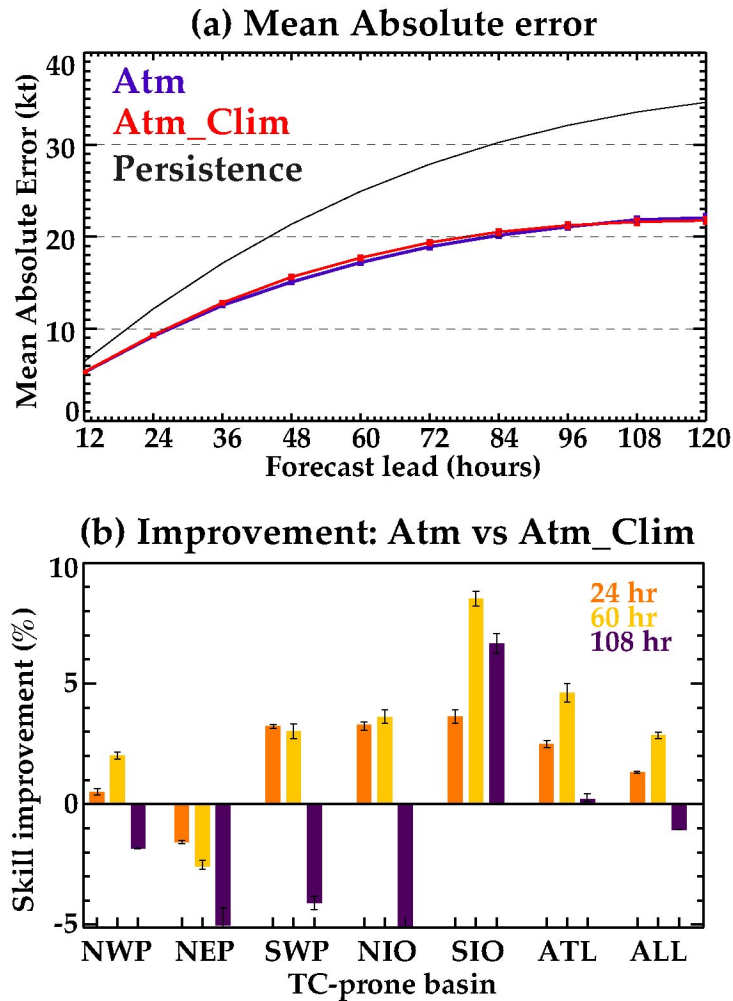 (a) Mean Absolute error
Mean Absolute Error (kt)
40
30
20
10
0
Atm
Atm_Clim
Persistence
12 24 36 48 60 72 84 96 108 120
Forecast lead (hours)
(b) Improvement: Atm vs Atm_Clim
Skill improvement (%)
10
5
0
-5
24 hr
60 hr
108 hr
NWP NEP SWP NIO SIO ATL ALL
TC-prone basin